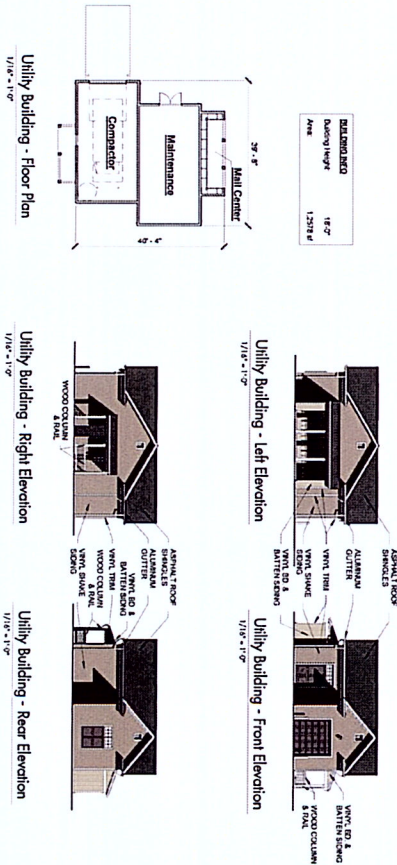 BUILDING INFO
Building Height 18'-0"
Area:
39' - 8"
Mail Center
Maintenance
Compactor
40' - 4"
Utility Building - Floor Plan
1/16" = 1'0"
Utility Building - Left Elevation
1/16" = 1'0"
ASPHALT ROOF
SHINGLES
ALUMINUM
GUTTER
VINYL TRIM
VINYL SHAKE
SIDING
VINYL BD &
BATTEN SIDING
Utility Building - Front Elevation
1/16" = 1'0"
VINYL BD &
BATTEN SIDING
WOOD COLUMN
& RAIL
Utility Building - Right Elevation
1/16" = 1'0"
WOOD COLUMN
& RAIL
ASPHALT ROOF
SHINGLES
ALUMINUM
GUTTER
VINYL BD &
BATTEN SIDING
VINYL TRIM
WOOD COLUMN
& RAIL
VINYL SHAKE
SIDING
Utility Building - Rear Elevation
1/16" = 1'0"